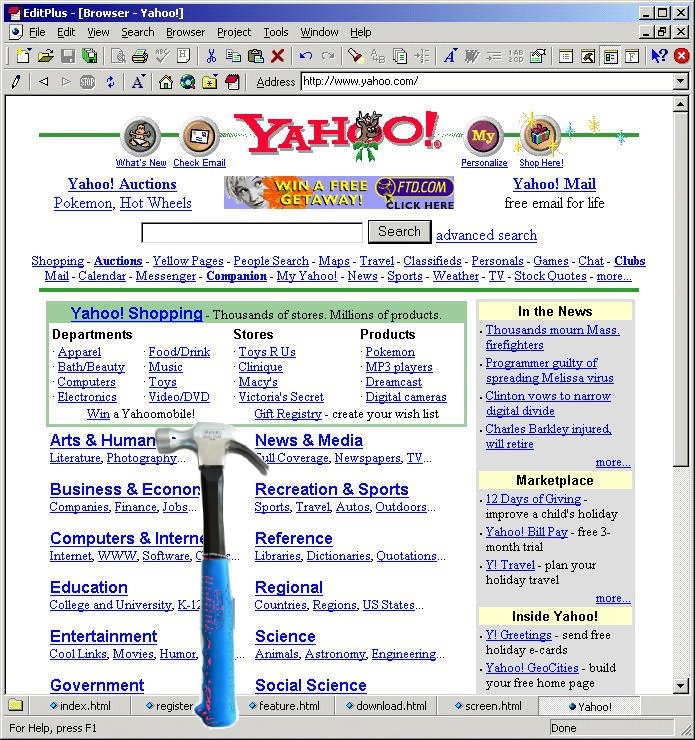 EditPlus - [Browser - Yahoo!]
File Edit View Search Browser Project Tools Window Help
Address http://www.yahoo.com/
YAHOO!
What's New Check Email My Personalize Shop Here!
Yahoo! Auctions
Pokemon, Hot Wheels
WIN A FREE GETAWAY! FTD.COM CLICK HERE
Yahoo! Mail
free email for life
Search advanced search
Shopping - Auctions - Yellow Pages - People Search - Maps - Travel - Classifieds - Personals - Games - Chat - Clubs
Mail - Calendar - Messenger - Companion - My Yahoo! - News - Sports - Weather - TV - Stock Quotes - more...
Yahoo! Shopping - Thousands of stores. Millions of products.
Departments Stores Products
· Apparel · Food/Drink · Toys R Us · Pokemon
· Bath/Beauty · Music · Clinique · MP3 players
· Computers · Toys · Macy's · Dreamcast
· Electronics · Video/DVD · Victoria's Secret · Digital cameras
Win a Yahoomobile! Gift Registry - create your wish list
Arts & Human
Literature, Photography...
News & Media
Full Coverage, Newspapers, TV...
Business & Econo
Companies, Finance, Jobs...
Recreation & Sports
Sports, Travel, Autos, Outdoors...
Computers & Interne
Internet, WWW, Software,
Reference
Libraries, Dictionaries, Quotations...
Education
College and University, K-12
Regional
Countries, Regions, US States...
Entertainment
Cool Links, Movies, Humor,
Science
Animals, Astronomy, Engineering...
Government
Social Science
In the News
· Thousands mourn Mass.
firefighters
· Programmer guilty of
spreading Melissa virus
· Clinton vows to narrow
digital divide
· Charles Barkley injured,
will retire
more...
Marketplace
· 12 Days of Giving -
improve a child's holiday
· Yahoo! Bill Pay - free 3-
month trial
· Y! Travel - plan your
holiday travel
more...
Inside Yahoo!
· Y! Greetings - send free
holiday e-cards
· Yahoo! GeoCities - build
your free home page
index.html register feature.html download.html screen.html Yahoo!
For Help, press F1 Done